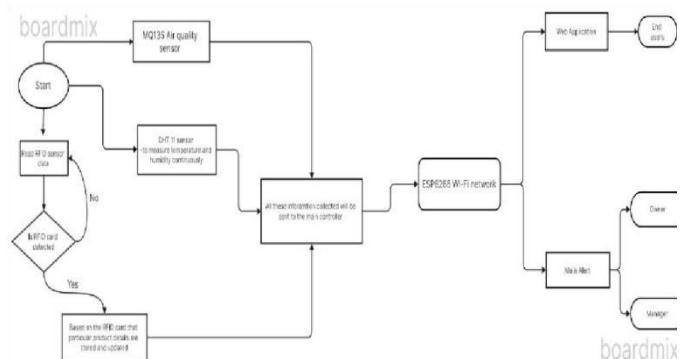 boardmix
MQ135 Air quality
sensor
Start
DHT 11 sensor
-to measure temperature and
humidity continuously
Read RFID sensor
data
No
Is RFID card
detected
Yes
Based on the RFID card that
particular product details are
stored and updated
All these information collected will be
sent to the main controller
ESP8266 Wi-Fi network
Web Application
End
users
Alert
Owner
Manager
boardmix